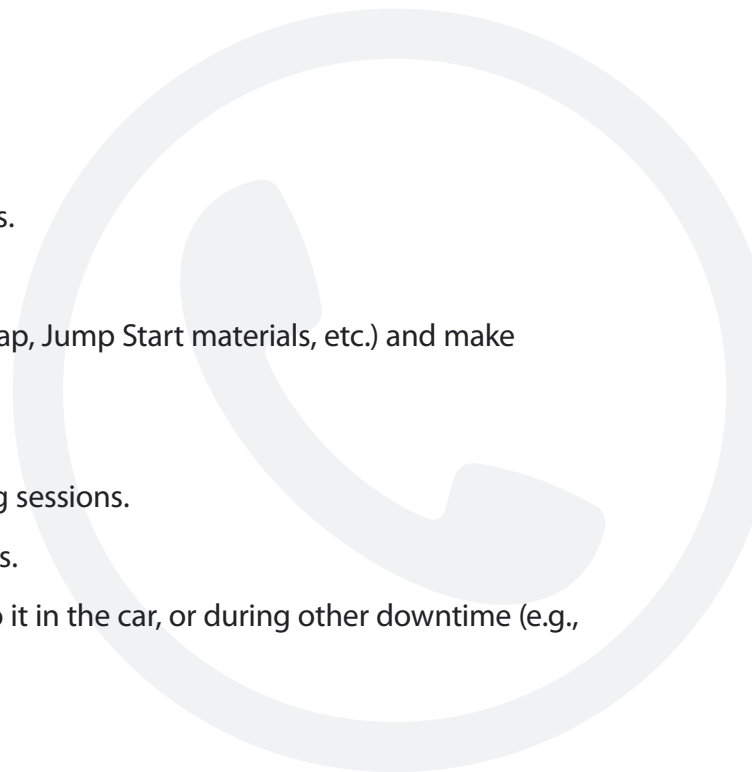 s.
ap, Jump Start materials, etc.) and make
g sessions.
s.
o it in the car, or during other downtime (e.g.,